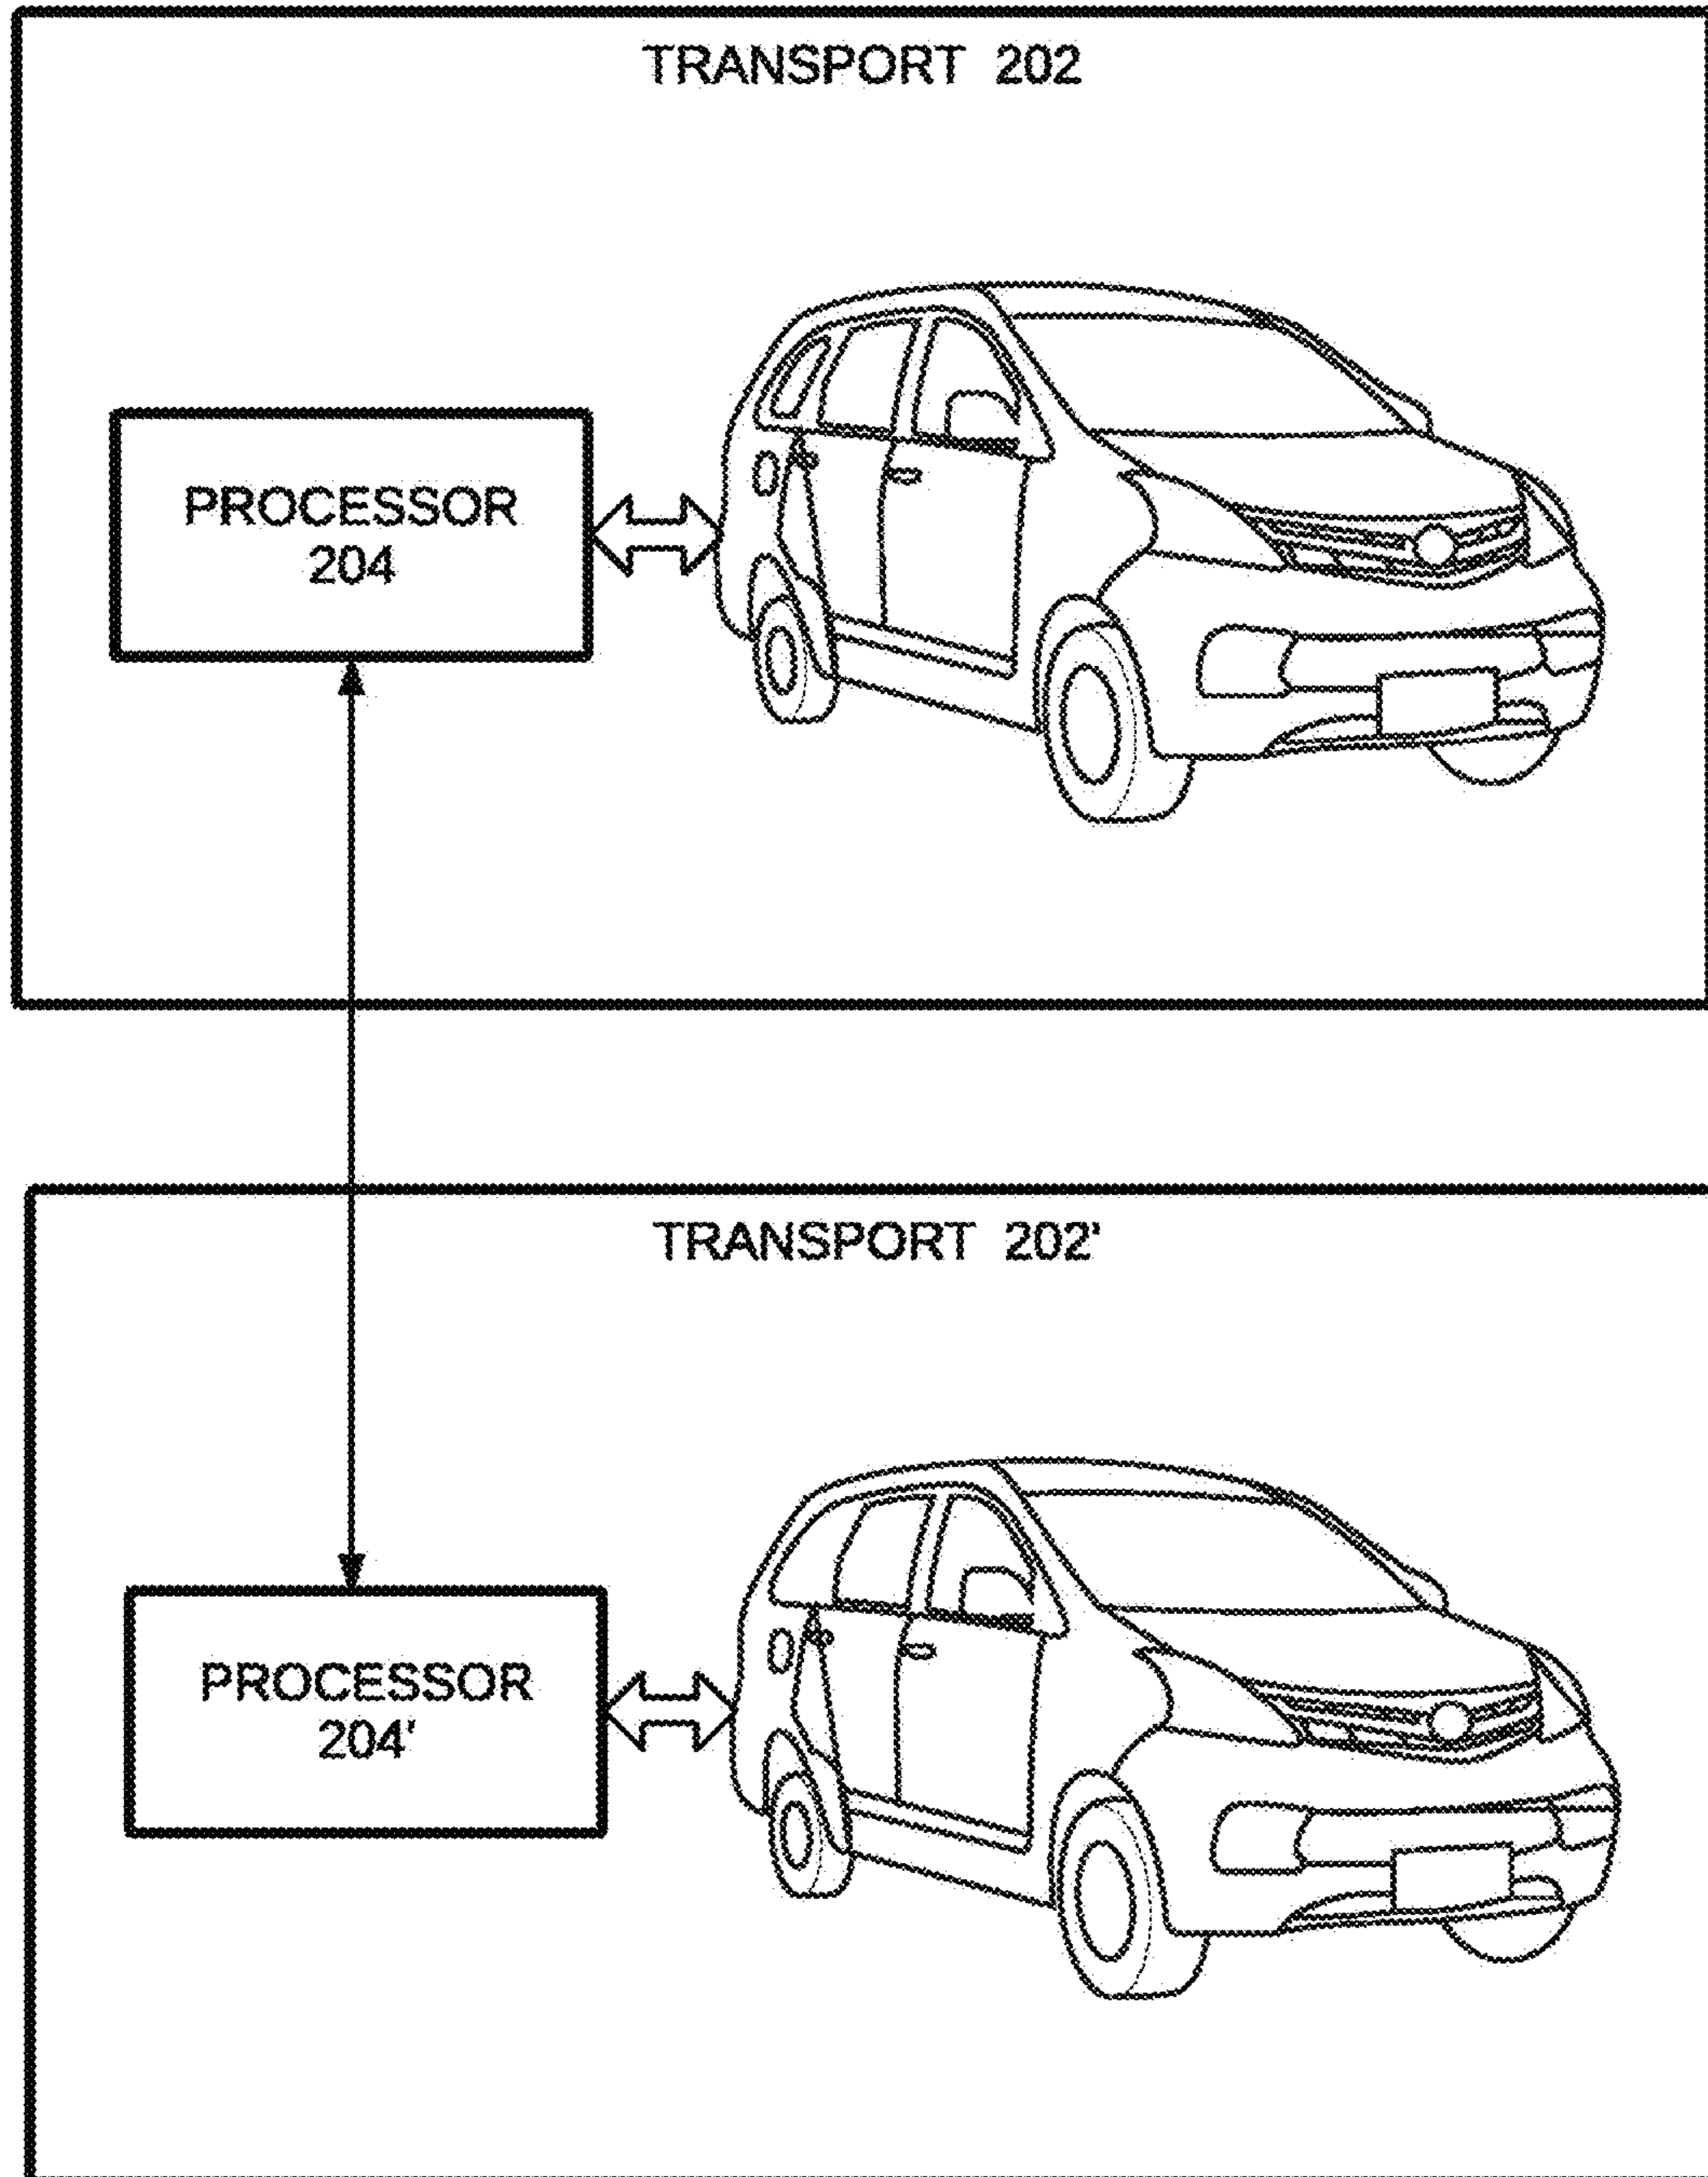 TRANSPORT 202
PROCESSOR
204
TRANSPORT 202'
PROCESSOR
204'